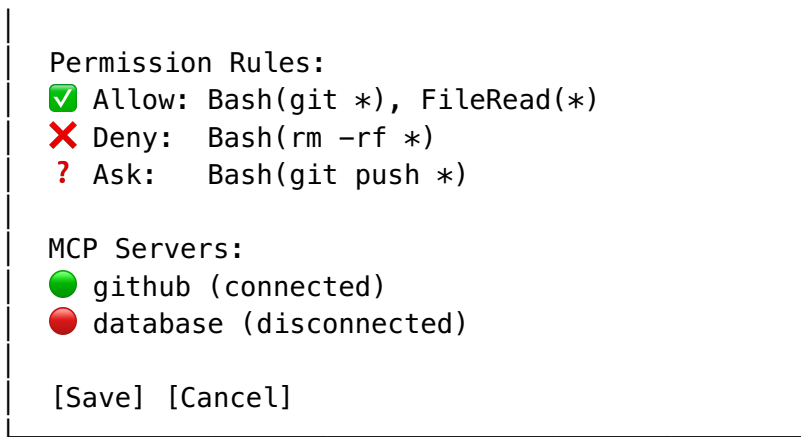 Permission Rules:
✅ Allow: Bash(git *), FileRead(*)
❌ Deny:  Bash(rm -rf *)
❓ Ask:   Bash(git push *)
MCP Servers:
🟢 github (connected)
🔴 database (disconnected)
[Save] [Cancel]